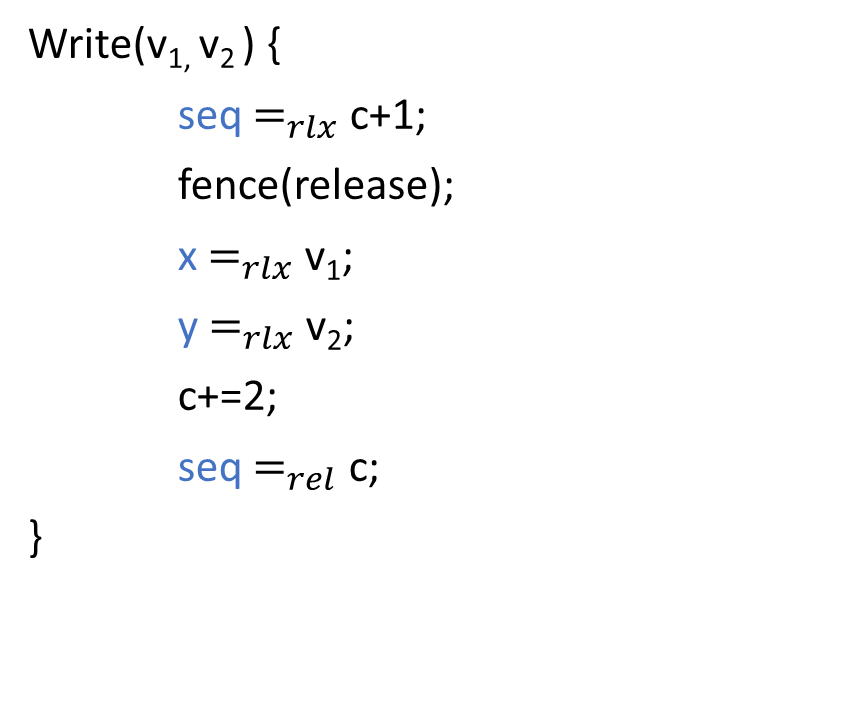 Write(v₁, v₂ ) {
seq =ᵣₗₓ c+1;
fence(release);
x =ᵣₗₓ v₁;
y =ᵣₗₓ v₂;
c+=2;
seq =ᵣₑₗ c;
}